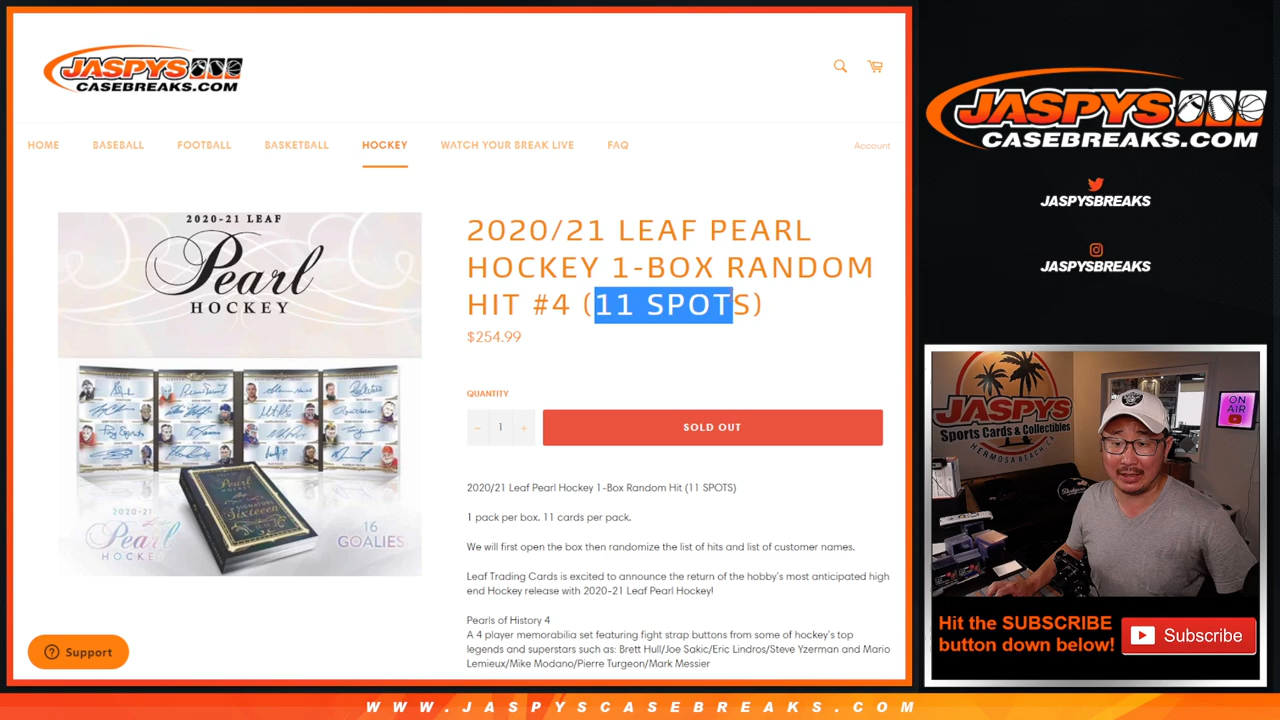 JASPYS
CASEBREAKS.COM
HOME BASEBALL FOOTBALL BASKETBALL HOCKEY WATCH YOUR BREAK LIVE FAQ Account
2020-21 LEAF
Pearl
HOCKEY
16
GOALIES
2020/21 LEAF PEARL
HOCKEY 1-BOX RANDOM
HIT #4 (11 SPOTS)
$254.99
QUANTITY
− 1 +
SOLD OUT
2020/21 Leaf Pearl Hockey 1-Box Random Hit (11 SPOTS)
1 pack per box. 11 cards per pack.
We will first open the box then randomize the list of hits and list of customer names.
Leaf Trading Cards is excited to announce the return of the hobby's most anticipated high
end Hockey release with 2020-21 Leaf Pearl Hockey!
Pearls of History 4
A 4 player memorabilia set featuring fight strap buttons from some of hockey's top
legends and superstars such as: Brett Hull/Joe Sakic/Eric Lindros/Steve Yzerman and Mario
Lemieux/Mike Modano/Pierre Turgeon/Mark Messier
Support
JASPYS
CASEBREAKS.COM
JASPYSBREAKS
JASPYSBREAKS
JASPYS
Sports Cards & Collectibles
HERMOSA BEACH, CA
ON
AIR
Hit the SUBSCRIBE
button down below!
Subscribe
WWW.JASPYSCASEBREAKS.COM